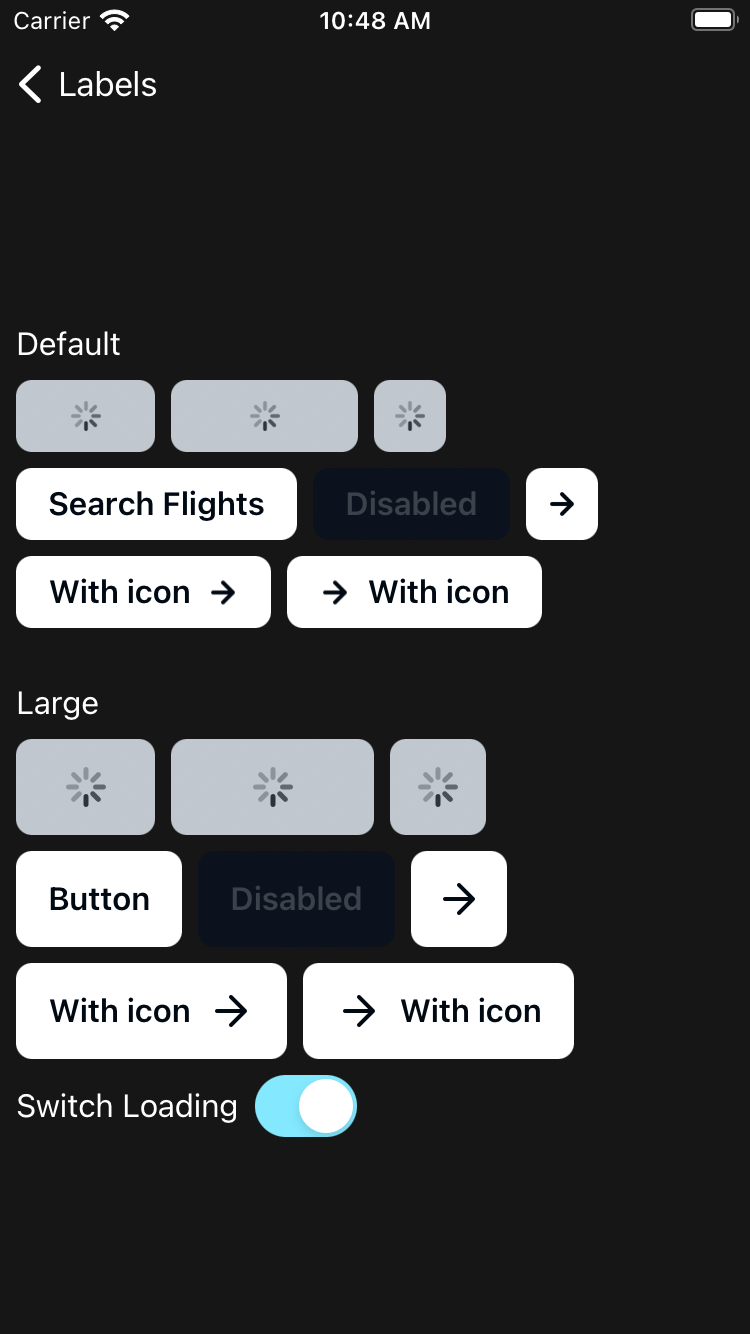 Carrier 10:48 AM
Labels
Default
Search Flights Disabled
With icon With icon
Large
Button Disabled
With icon With icon
Switch Loading